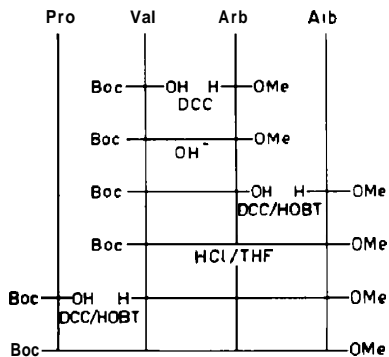 Pro Val Arb Aib
Boc OH H OMe
DCC
Boc OMe
OH⁻
Boc OH H OMe
DCC/HOBT
Boc OMe
HCl/THF
Boc OH H OMe
DCC/HOBT
Boc OMe